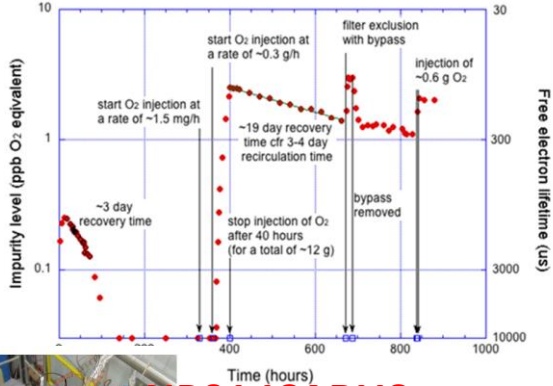 10
30
filter exclusion
with bypass
start O₂ injection at
a rate of ~0.3 g/h
injection of
~0.6 g O₂
start O₂ injection at
a rate of ~1.5 mg/h
~19 day recovery
time cfr 3-4 day
recirculation time
1
300
bypass
removed
~3 day
recovery time
stop injection of O₂
after 40 hours
(for a total of ~12 g)
0.1
3000
10000
400
600
800
1000
Time (hours)
Impurity level (ppb O2 eqivalent)
Free electron lifetime (us)